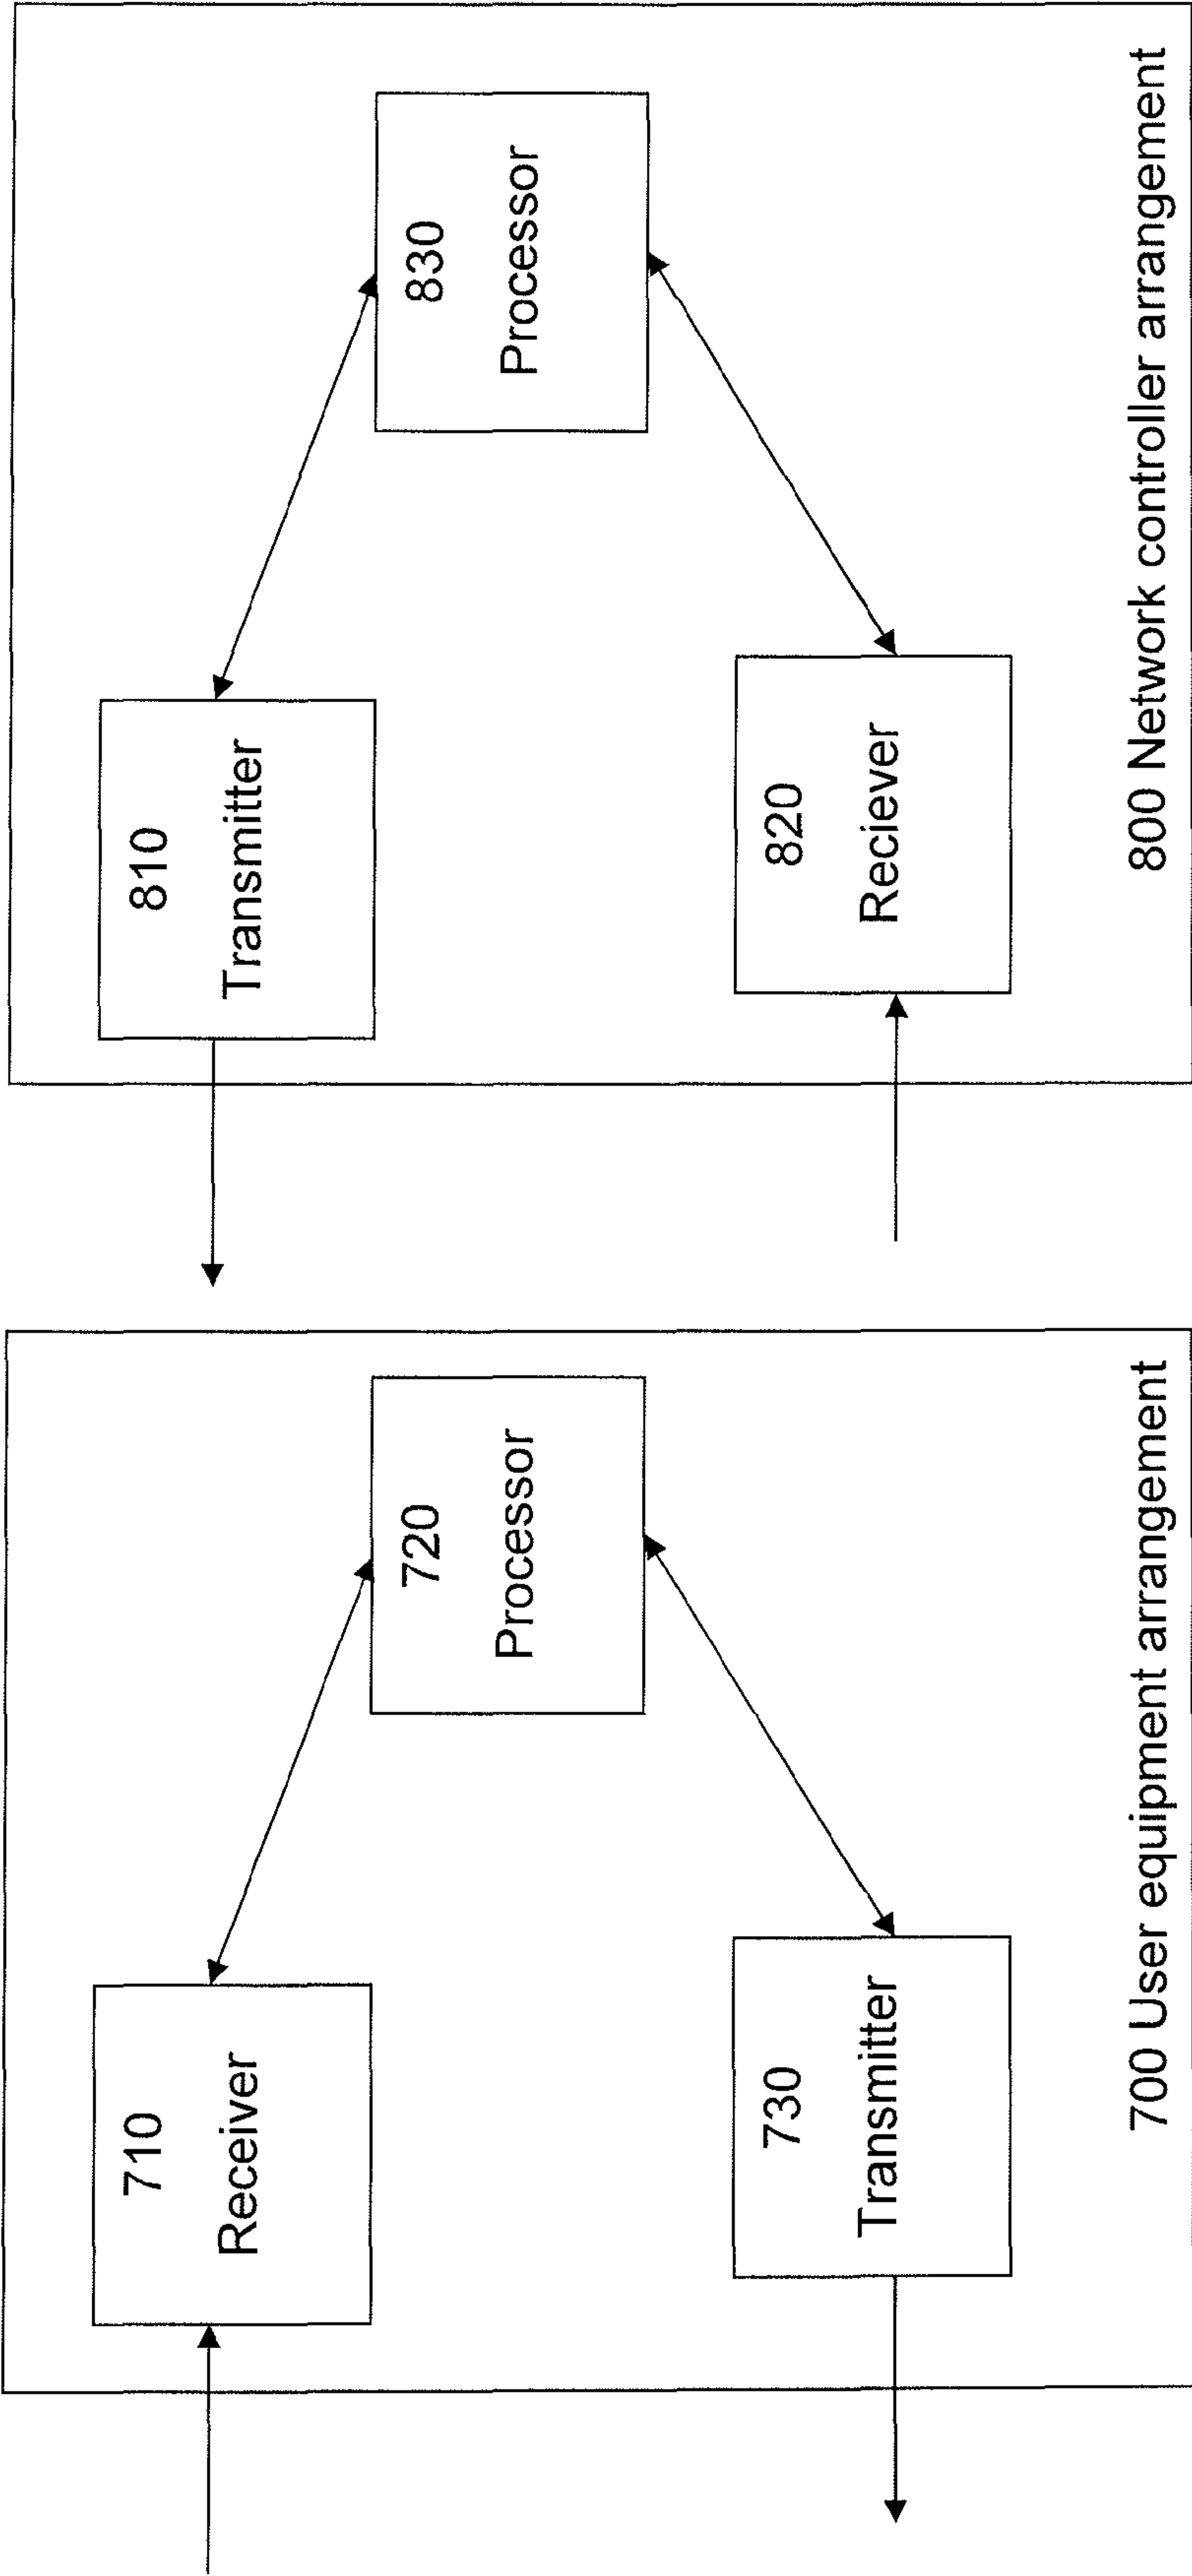 710
Receiver
720
Processor
730
Transmitter
700 User equipment arrangement
810
Transmitter
830
Processor
820
Reciever
800 Network controller arrangement